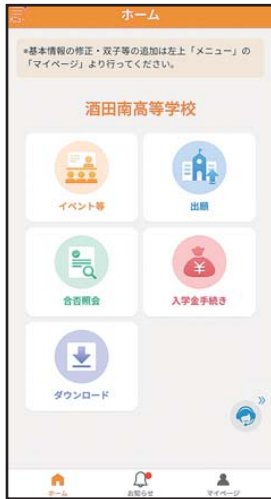 ホーム
*基本情報の修正・双子等の追加は左上「メニュー」の
「マイページ」より行ってください。
酒田南高等学校
イベント等
出願
合否照会
入学金手続き
ダウンロード
ホーム
お知らせ
マイページ